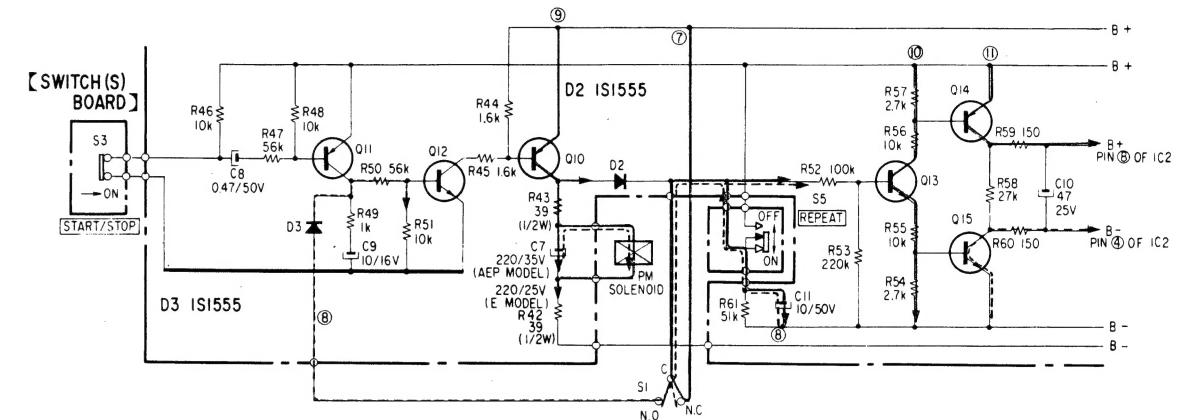 ⑨
⑦
B+
⑩
⑪
B+
【SWITCH(S)
BOARD】
D2 IS1555
R46
10k
R48
10k
R44
1.6k
R57
2.7k
Q14
S3
R47
56k
Q11
Q12
Q10
R56
10k
R59 150
B+
PIN ⑧ OF IC2
C8
0.47/50V
R50 56k
R45 1.6k
D2
R52 100k
Q13
→ON
START/STOP
D3
R49
1k
R51
10k
R43
39
(1/2W)
S5
REPEAT
OFF
ON
R58
27k
C10
47
25V
C9
10/16V
C7
220/35V
(AEP MODEL)
220/25V
(E MODEL)
R42
39
(1/2W)
PM
SOLENOID
R53
220k
R55
10k
Q15
R60 150
B-
PIN ④ OF IC2
R54
2.7k
D3 IS1555
⑧
R61
51k
C11
10/50V
⑧
B-
B-
C
S1
N.O
N.C